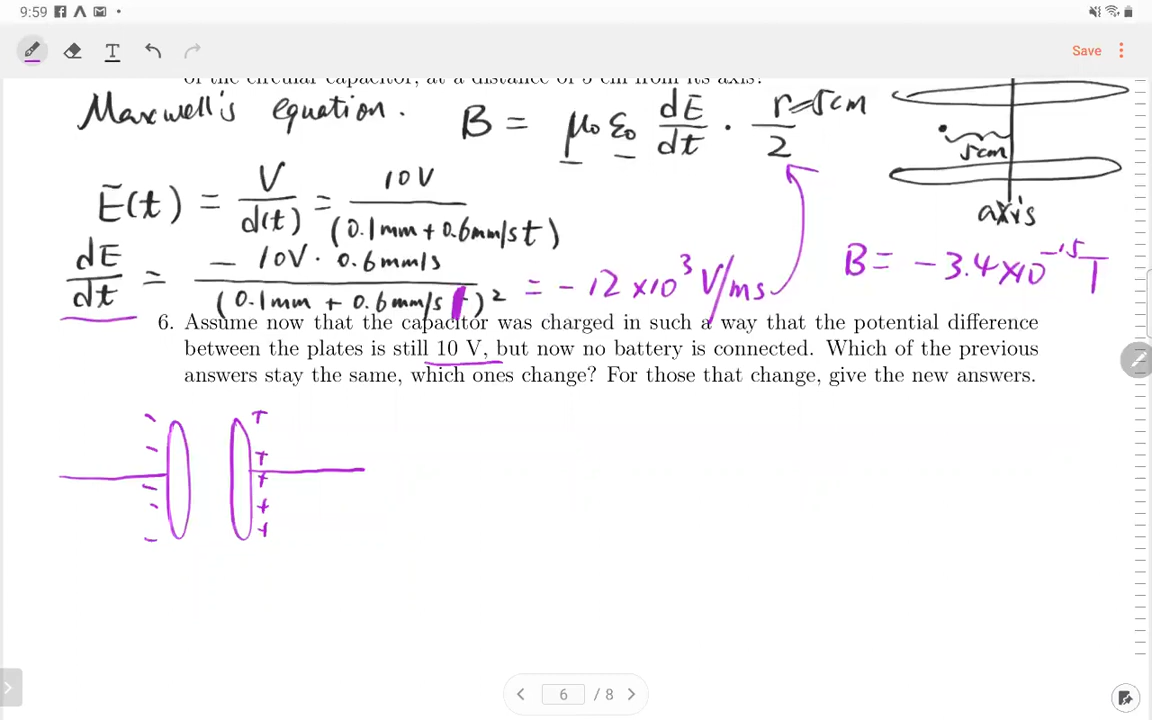 9:59
Save
of the circular capacitor, at a distance of 5 cm from its axis?
Maxwell's equation. B = μ₀ ε₀ dE/dt · r=5cm/2
5cm
axis
E(t) = V/d(t) = 10V/(0.1mm + 0.6mm/s t)
dE/dt = - 10V · 0.6mm/s/(0.1mm + 0.6mm/s t)² = - 12 × 10³ V/ms
B = - 3.4×10⁻¹⁵ T
6. Assume now that the capacitor was charged in such a way that the potential difference
between the plates is still 10 V, but now no battery is connected. Which of the previous
answers stay the same, which ones change? For those that change, give the new answers.
- - - - -
+ + + + +
6 / 8